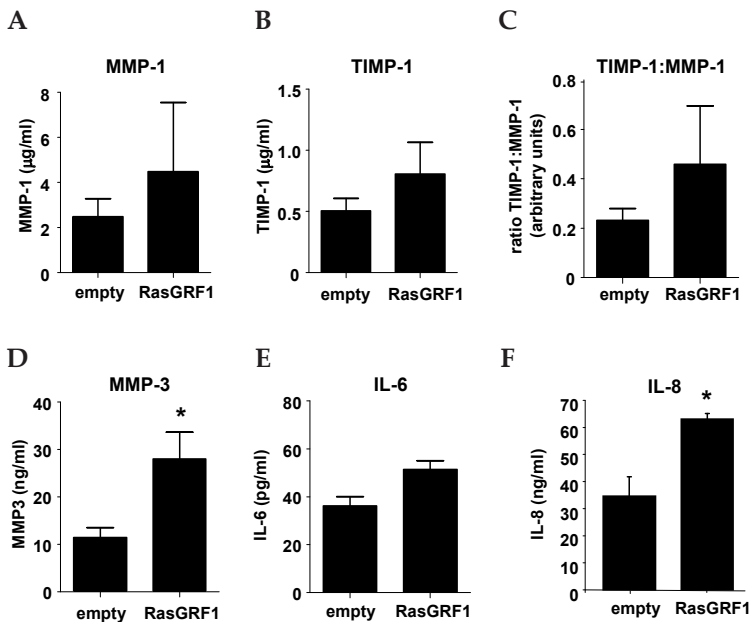 A
MMP-1
MMP-1 (µg/ml)
8
6
4
2
0
empty RasGRF1
B
TIMP-1
TIMP-1 (µg/ml)
1.5
1.0
0.5
0
empty RasGRF1
C
TIMP-1:MMP-1
ratio TIMP-1:MMP-1
(arbitrary units)
0.8
0.6
0.4
0.2
0
empty RasGRF1
D
MMP-3
MMP3 (ng/ml)
40
30
20
10
0
*
empty RasGRF1
E
IL-6
IL-6 (pg/ml)
80
60
40
20
0
empty RasGRF1
F
IL-8
IL-8 (ng/ml)
70
60
50
40
30
20
10
0
*
empty RasGRF1